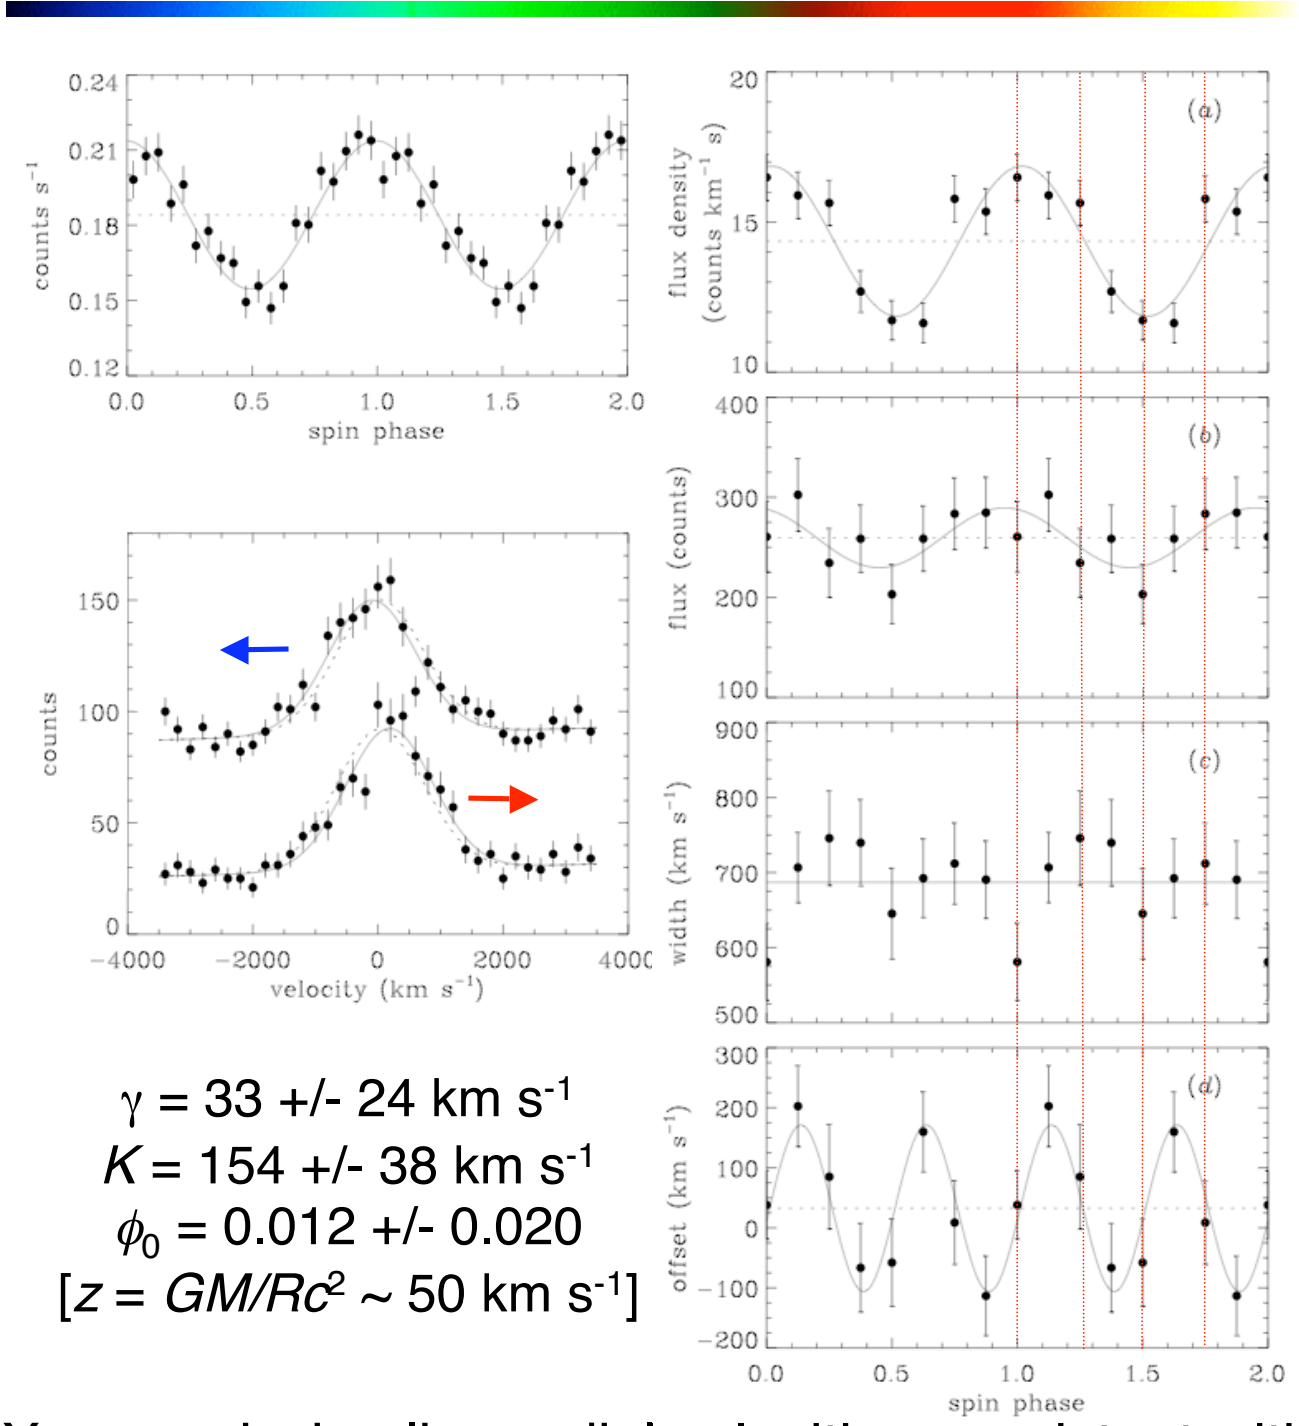 0.24
0.21
0.18
0.15
0.12
counts s⁻¹
0.0 0.5 1.0 1.5 2.0
spin phase
150
100
50
0
counts
−4000 −2000 0 2000 400
velocity (km s⁻¹)
γ = 33 +/- 24 km s⁻¹
K = 154 +/- 38 km s⁻¹
ϕ₀ = 0.012 +/- 0.020
[z = GM/Rc² ~ 50 km s⁻¹]
20
15
10
flux density
(counts km⁻¹ s)
(a)
400
300
200
100
flux (counts)
(b)
900
800
700
600
500
width (km s⁻¹)
(c)
300
200
100
0
−100
−200
offset (km s⁻¹)
(d)
0.0 0.5 1.0 1.5 2.0
spin phase